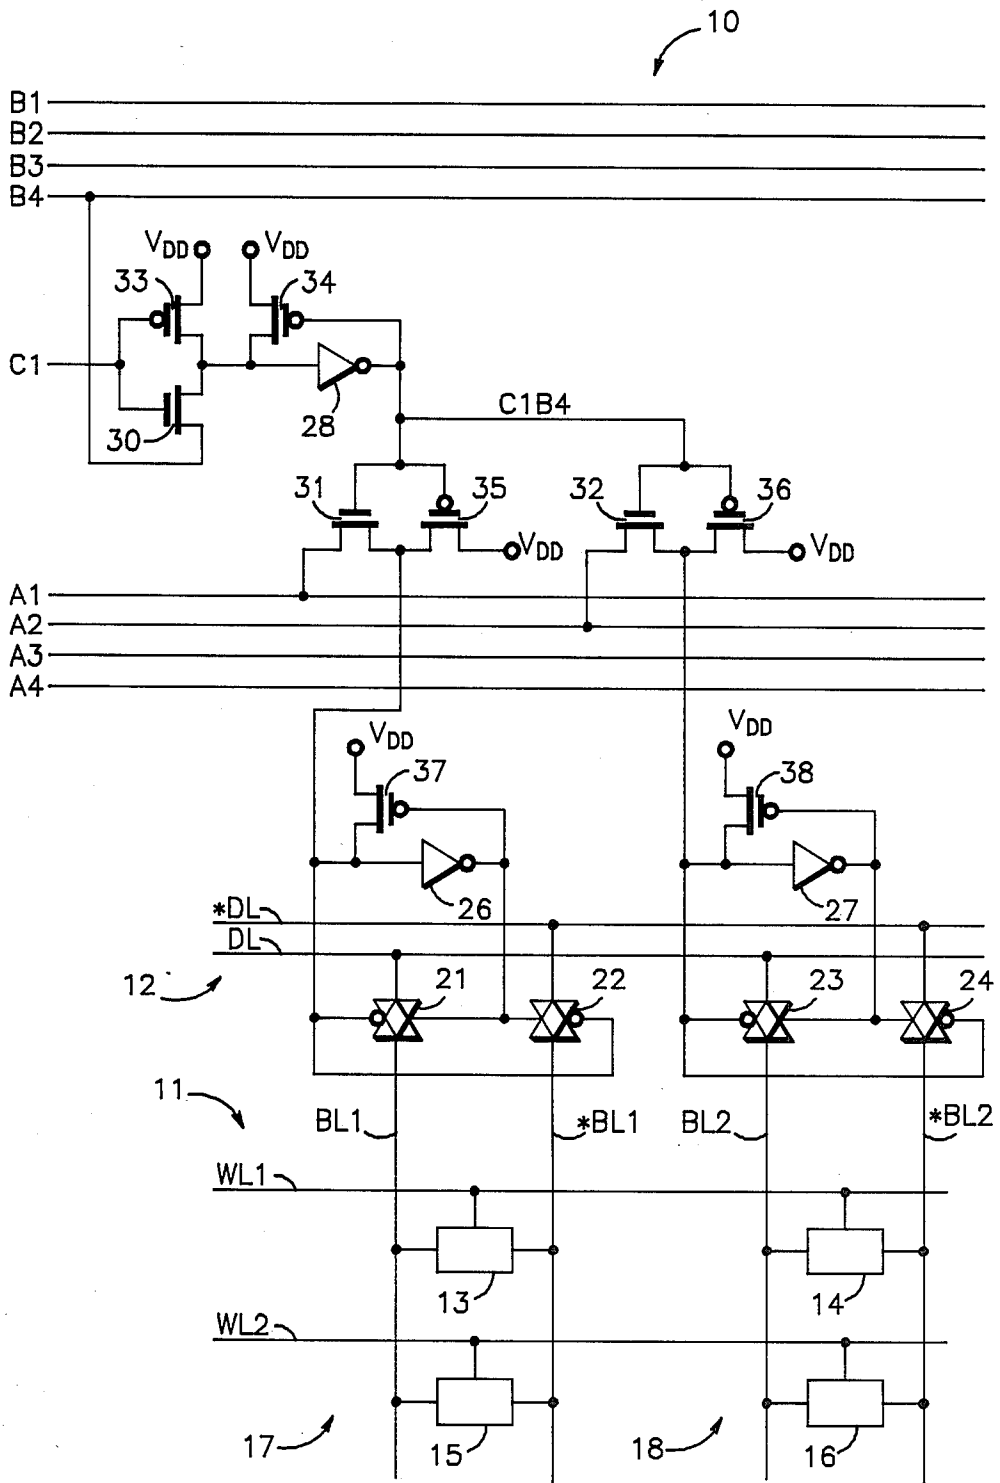 10
B1
B2
B3
B4
VDD VDD
33 34
C1
30 28
C1B4
31 35 32 36
VDD VDD
A1
A2
A3
A4
VDD VDD
37 38
26 27
*DL
DL
12 21 22 23 24
11
BL1 *BL1 BL2 *BL2
WL1
13 14
WL2
17 15 18 16